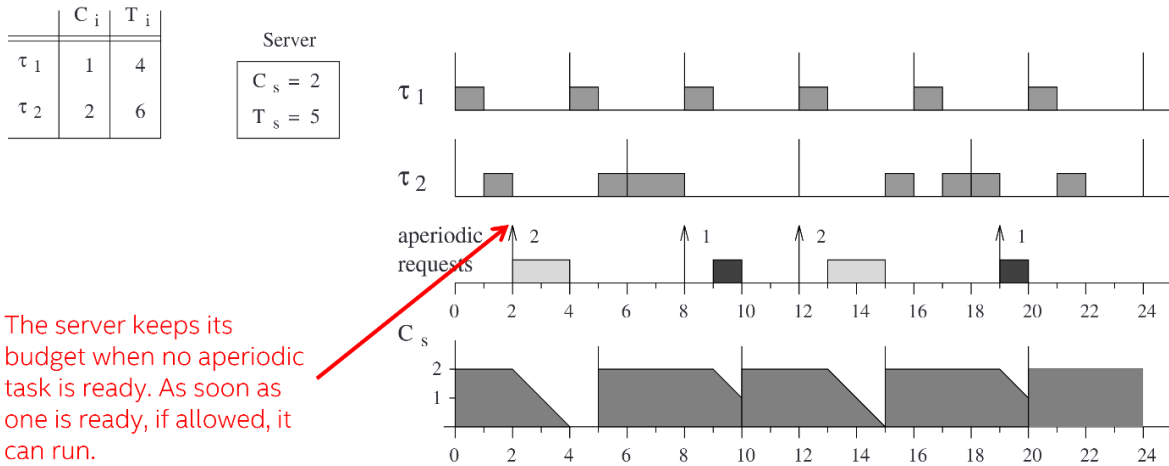 C i T i
τ 1 1 4
τ 2 2 6
Server
C s = 2
T s = 5
τ 1
τ 2
aperiodic
requests
2 1 2 1
0 2 4 6 8 10 12 14 16 18 20 22 24
C s
2
1
0 2 4 6 8 10 12 14 16 18 20 22 24
The server keeps its
budget when no aperiodic
task is ready. As soon as
one is ready, if allowed, it
can run.